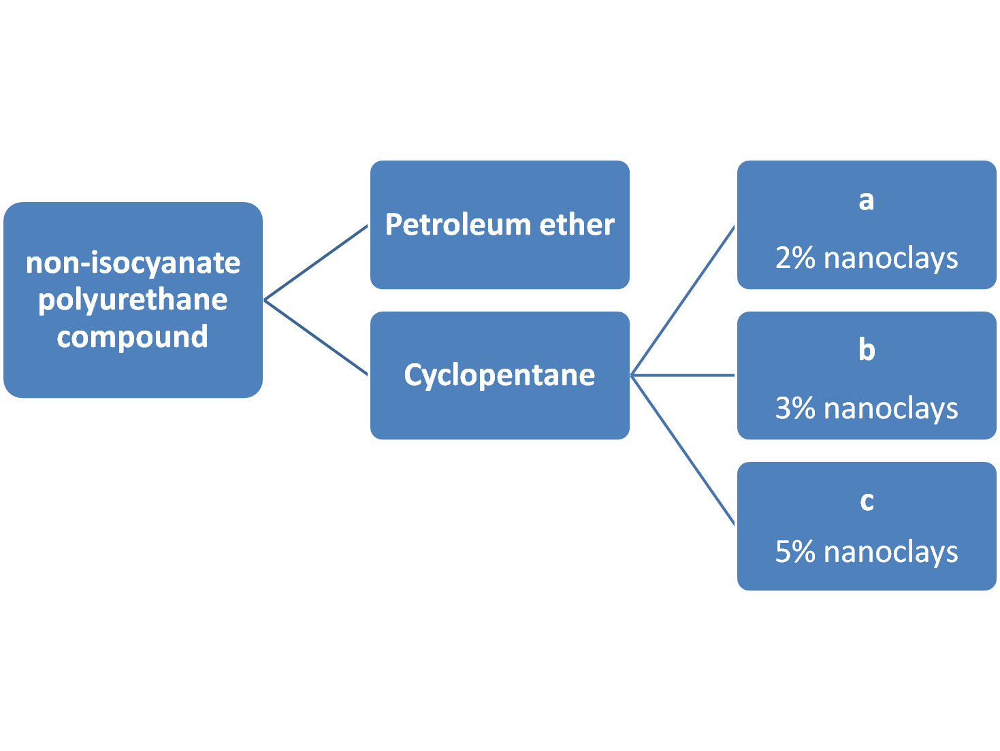 non-isocyanate
polyurethane
compound
Petroleum ether
Cyclopentane
a
2% nanoclays
b
3% nanoclays
c
5% nanoclays